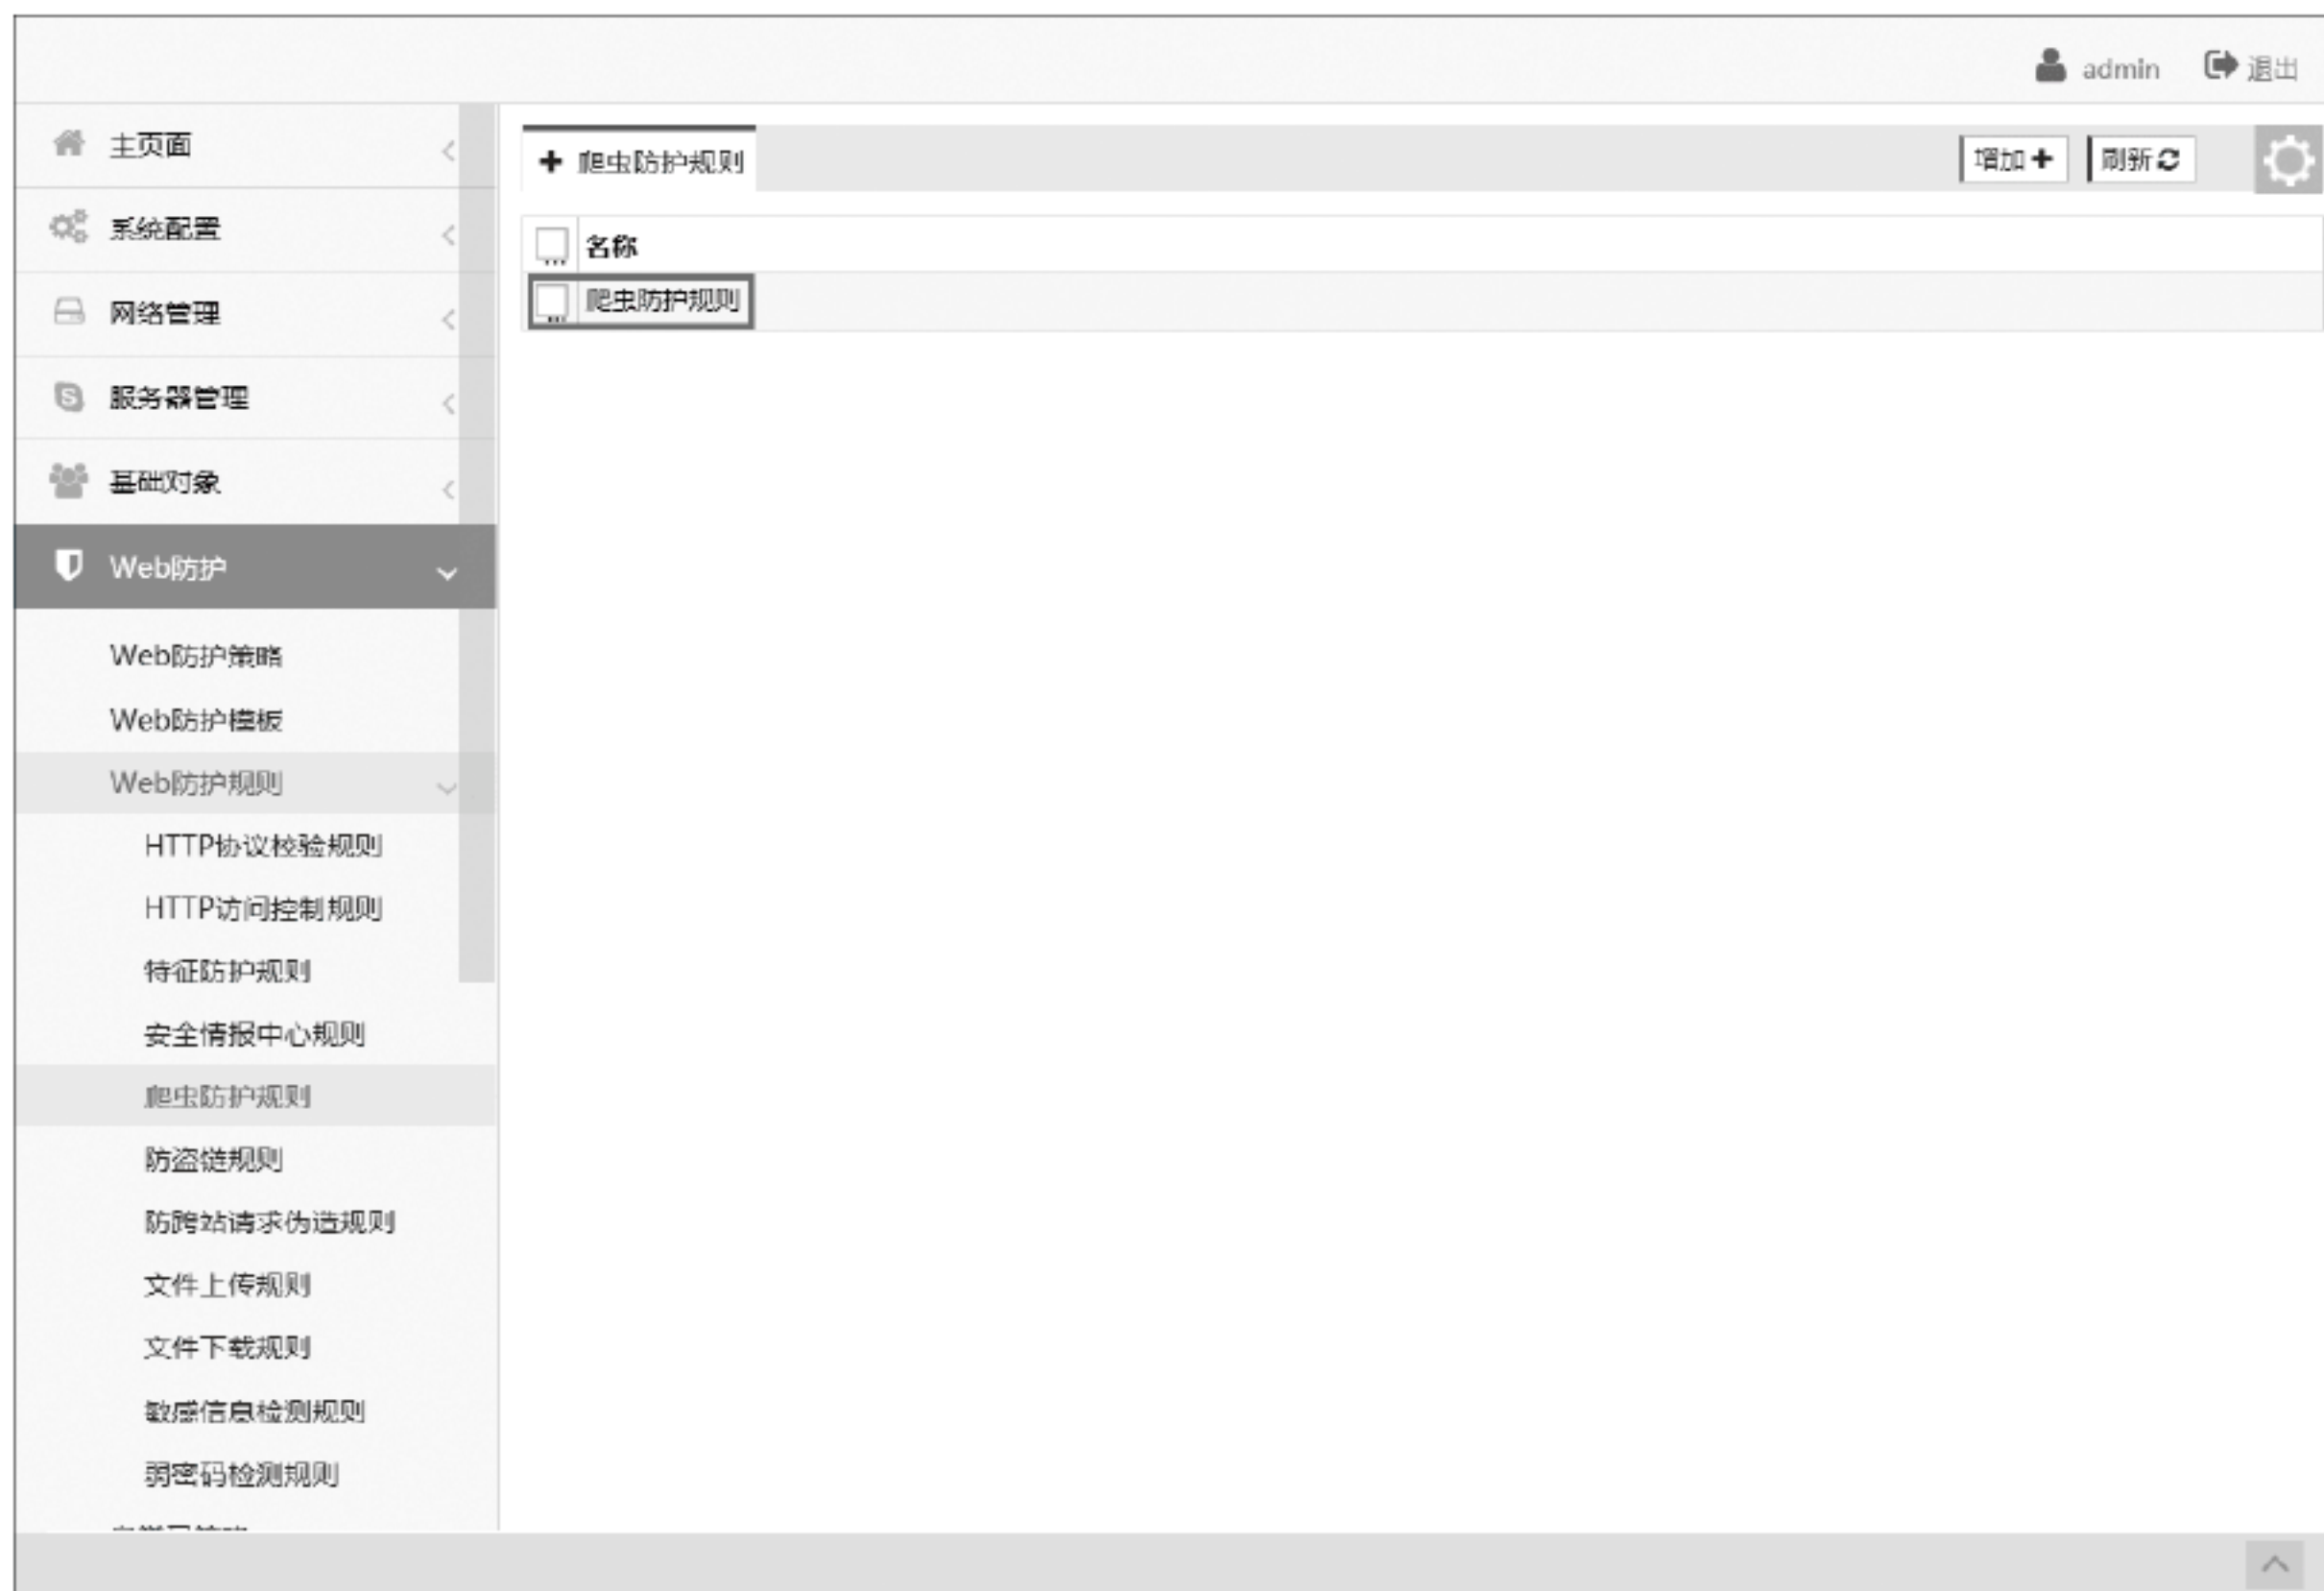 admin 退出
主页面
系统配置
网络管理
服务器管理
基础对象
Web防护
Web防护策略
Web防护模板
Web防护规则
HTTP协议校验规则
HTTP访问控制规则
特征防护规则
安全情报中心规则
爬虫防护规则
防盗链规则
防跨站请求伪造规则
文件上传规则
文件下载规则
敏感信息检测规则
弱密码检测规则
爬虫防护规则 增加 刷新
名称
爬虫防护规则